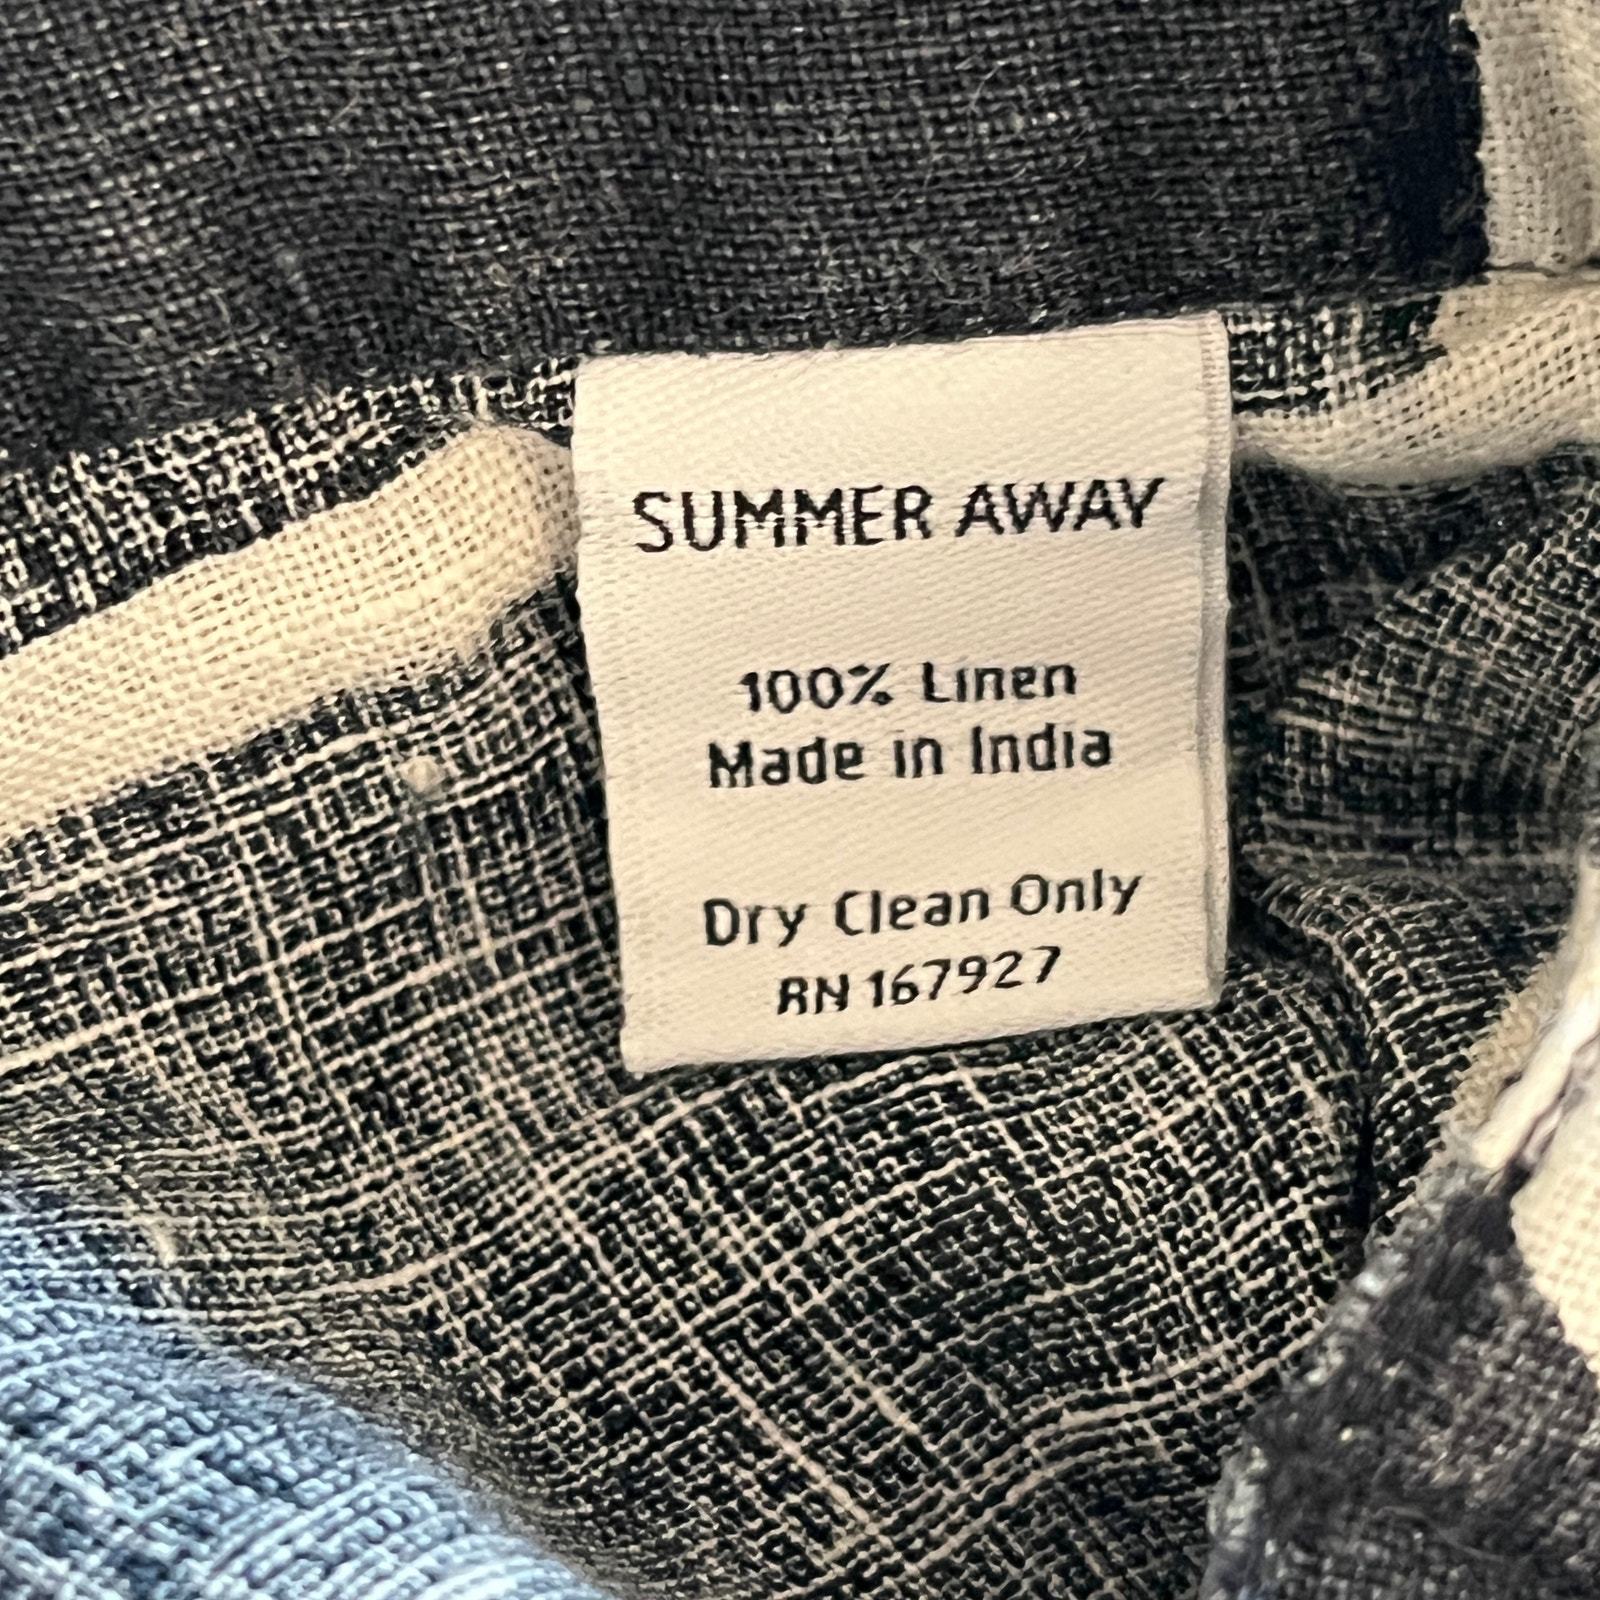 SUMMER AWAY
100% Linen
Made in India
Dry Clean Only
RN 167927